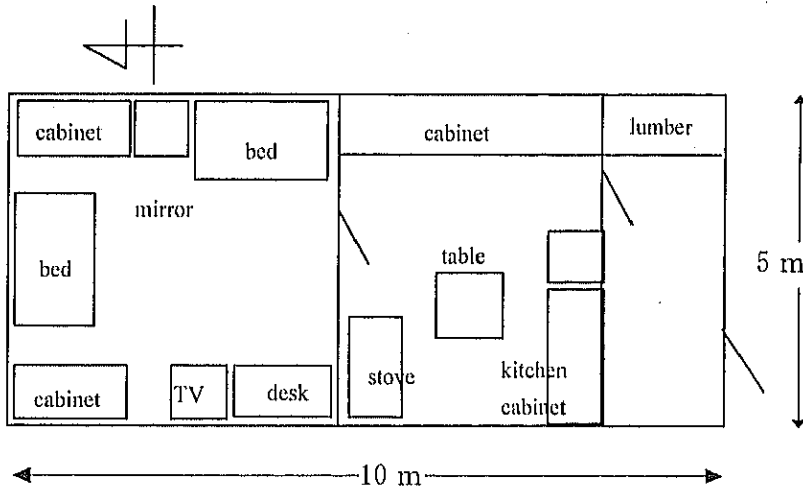 cabinet
bed
cabinet
lumber
mirror
bed
table
5 m
cabinet
TV
desk
stove
kitchen
cabinet
10 m